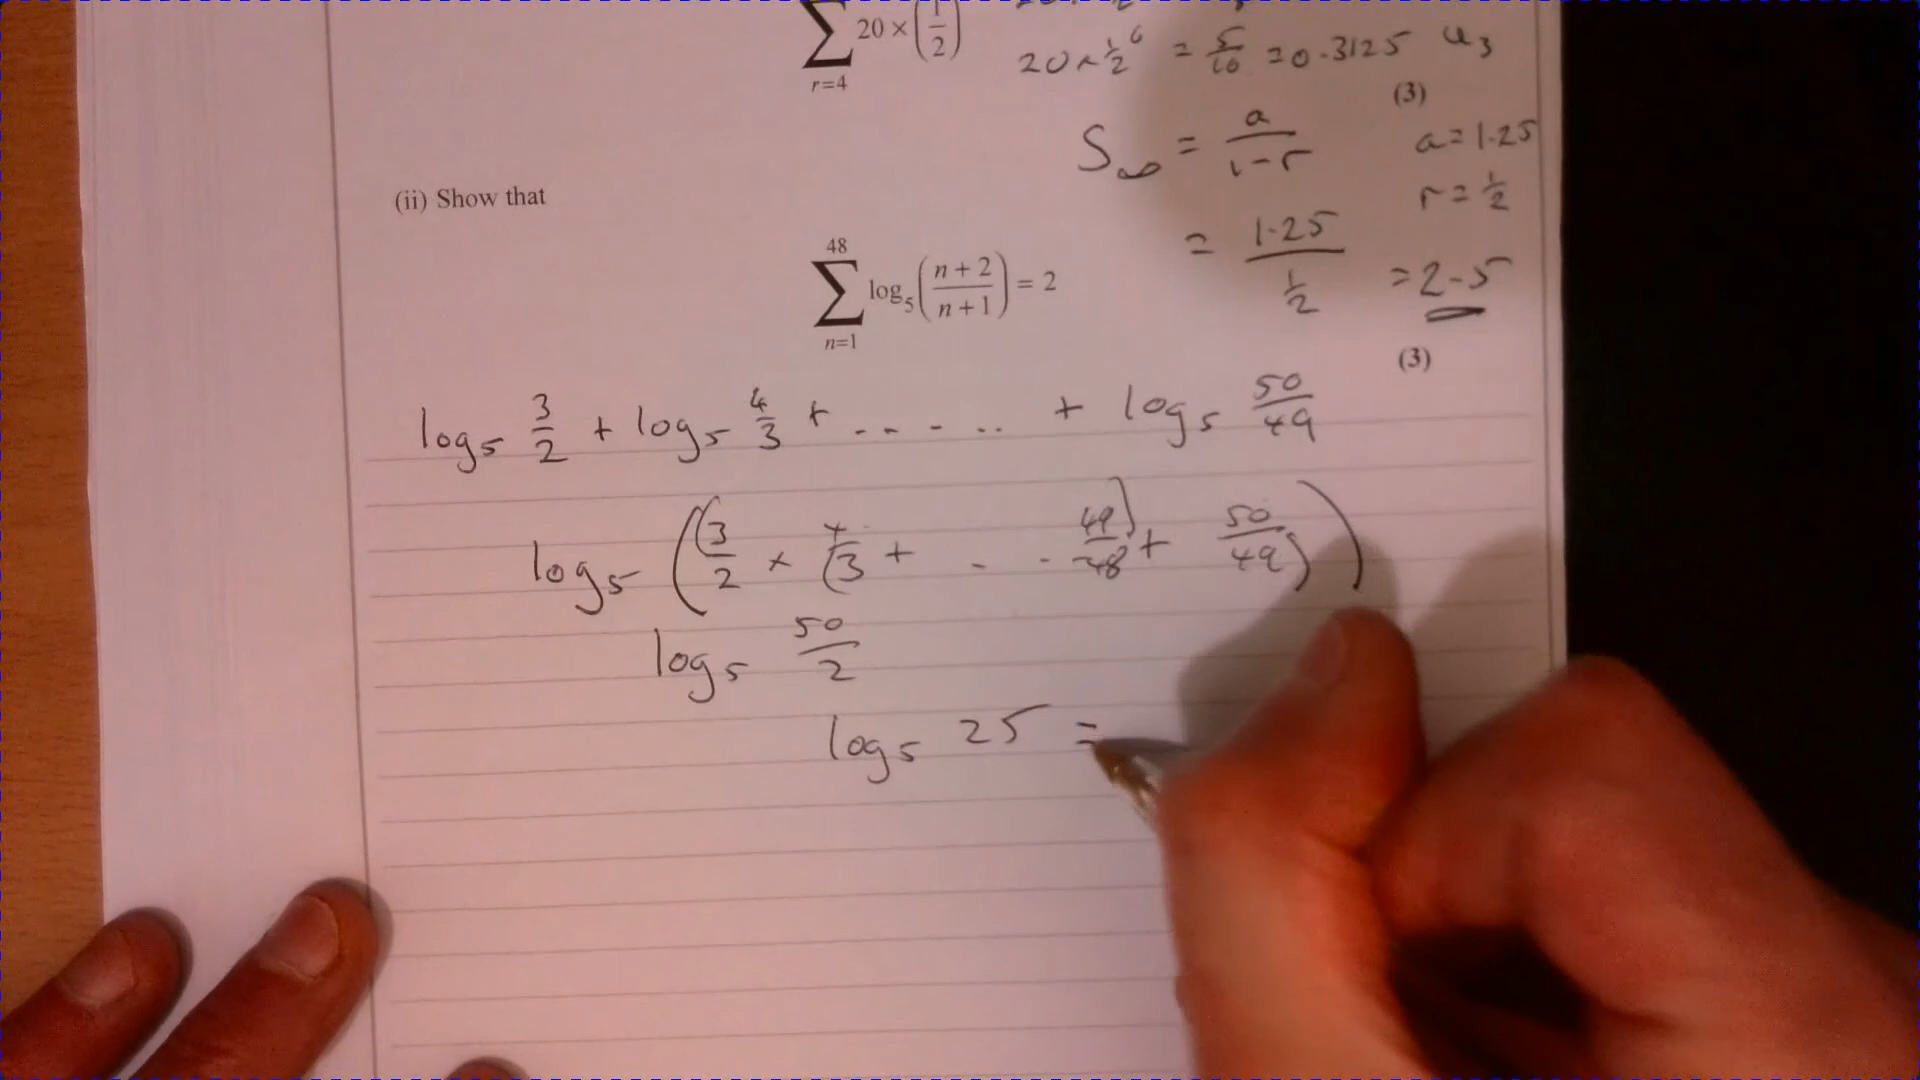 ∑ 20 × (1/2) 20 × 1/2^6 = 5/16 = 0.3125 u3
r=4
(3)
S∞ = a/(1-r) a = 1.25
r = 1/2
(ii) Show that
= 1.25/(1/2) = 2.5
48
∑ log5((n + 2)/(n + 1)) = 2
n=1
(3)
log5 3/2 + log5 4/3 + ....... + log5 50/49
log5 (3/2 × 4/3 + . . 49/48 + 50/49)
log5 50/2
log5 25 =